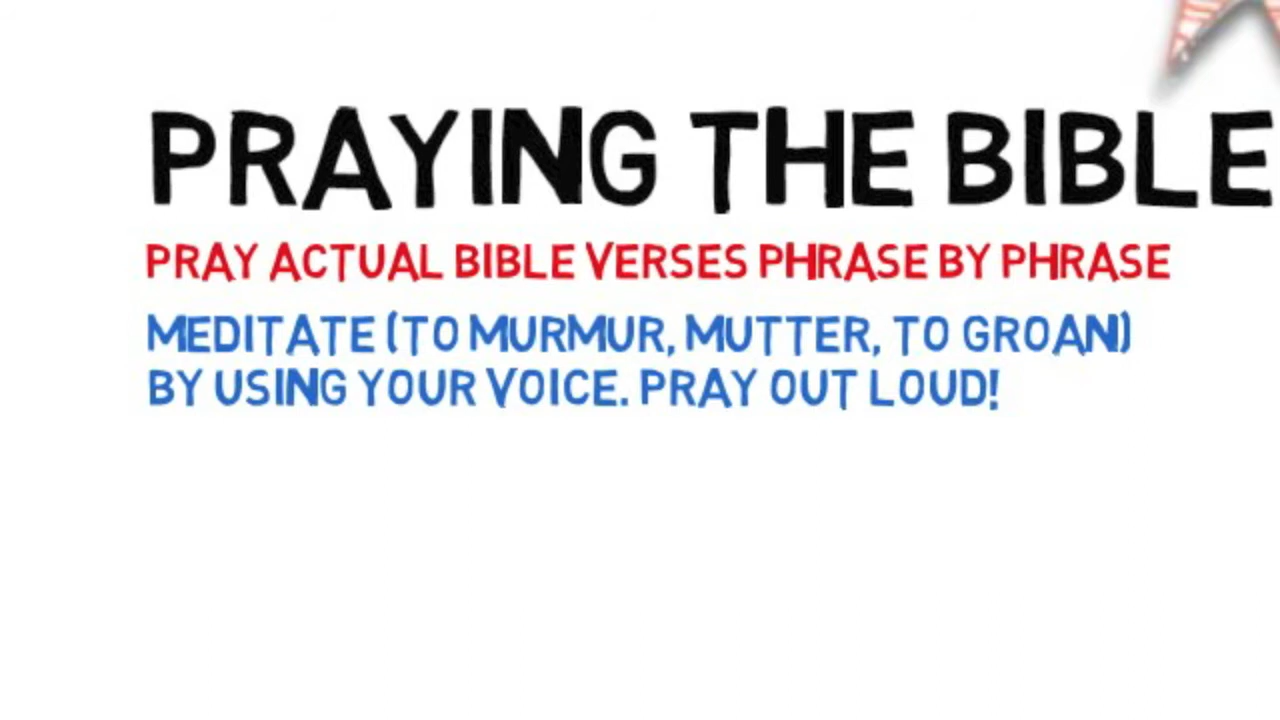 PRAYING THE BIBLE
PRAY ACTUAL BIBLE VERSES PHRASE BY PHRASE
MEDITATE (TO MURMUR, MUTTER, TO GROAN)
BY USING YOUR VOICE. PRAY OUT LOUD!